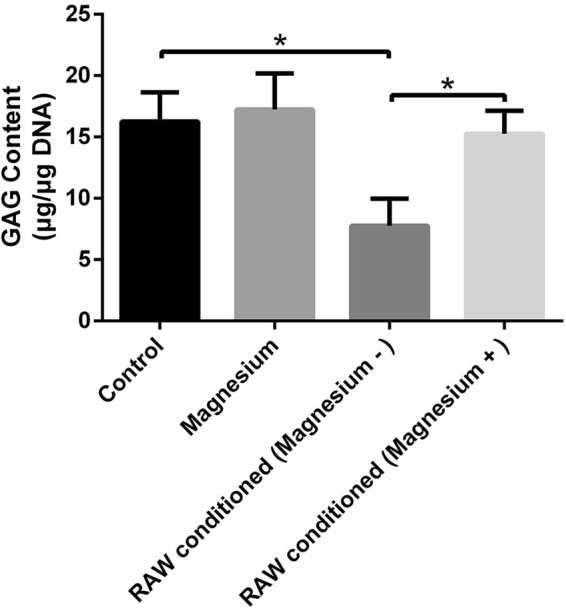 GAG Content
(µg/µg DNA)
25
20
15
10
5
0
*
*
Control
Magnesium
RAW conditioned (Magnesium - )
RAW conditioned (Magnesium + )